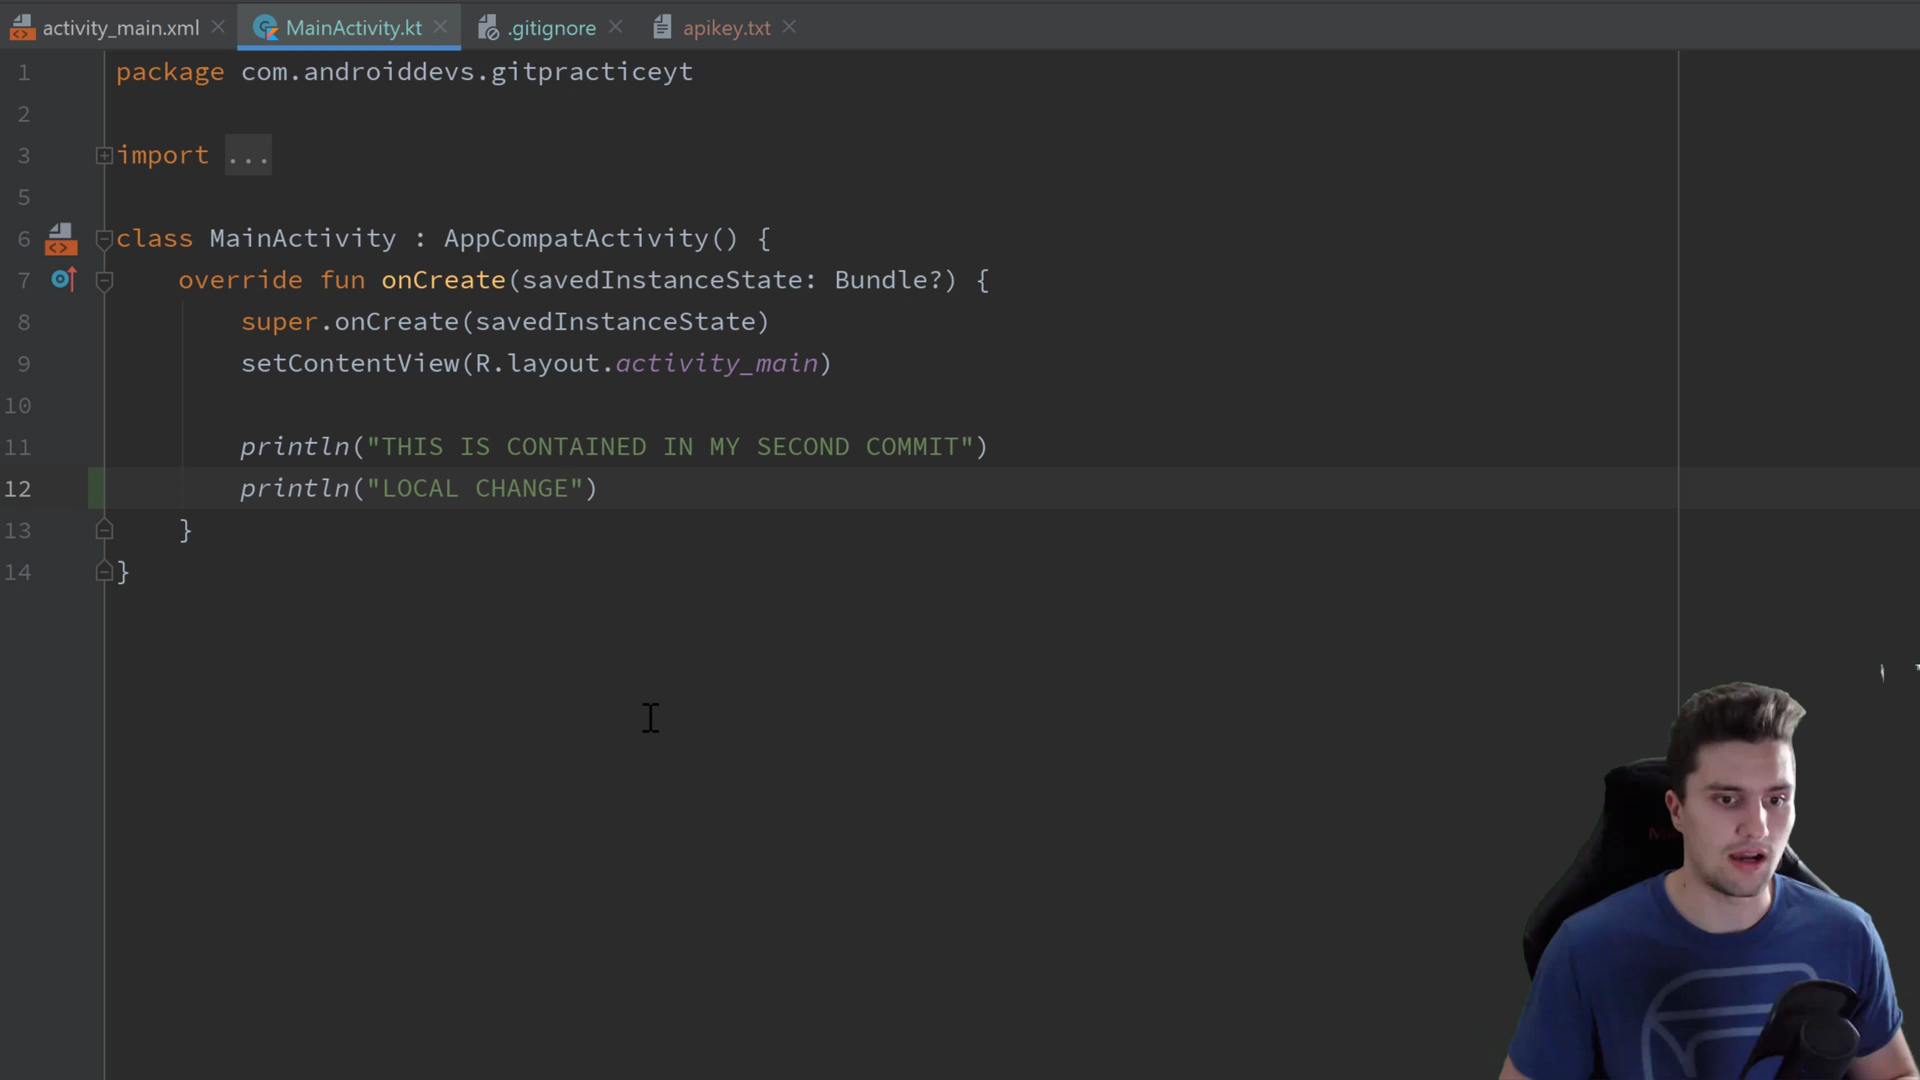 activity_main.xml MainActivity.kt .gitignore apikey.txt
1 package com.androiddevs.gitpracticeyt
2
3 import ...
5
6 class MainActivity : AppCompatActivity() {
7 override fun onCreate(savedInstanceState: Bundle?) {
8 super.onCreate(savedInstanceState)
9 setContentView(R.layout.activity_main)
10
11 println("THIS IS CONTAINED IN MY SECOND COMMIT")
12 println("LOCAL CHANGE")
13 }
14 }